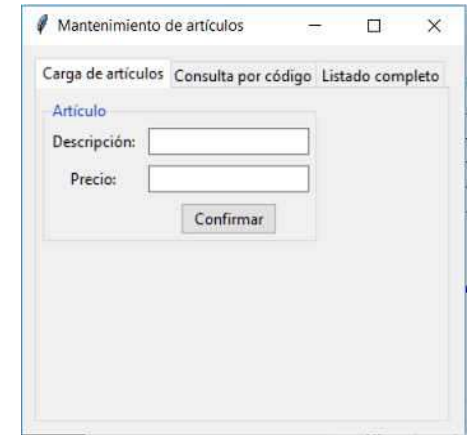 Mantenimiento de artículos
Carga de artículos Consulta por código Listado completo
Artículo
Descripción:
Precio:
Confirmar